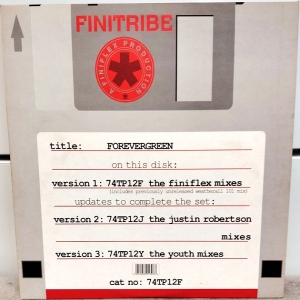 FINITRIBE
A FINIFLEX PRODUCTION
title: FOREVERGREEN
on this disk:
version 1: 74TP12F the finiflex mixes
(includes previously unreleased weatherall 101 mix)
updates to complete the set:
version 2: 74TP12J the justin robertson
mixes
version 3: 74TP12Y the youth mixes
cat no: 74TP12F